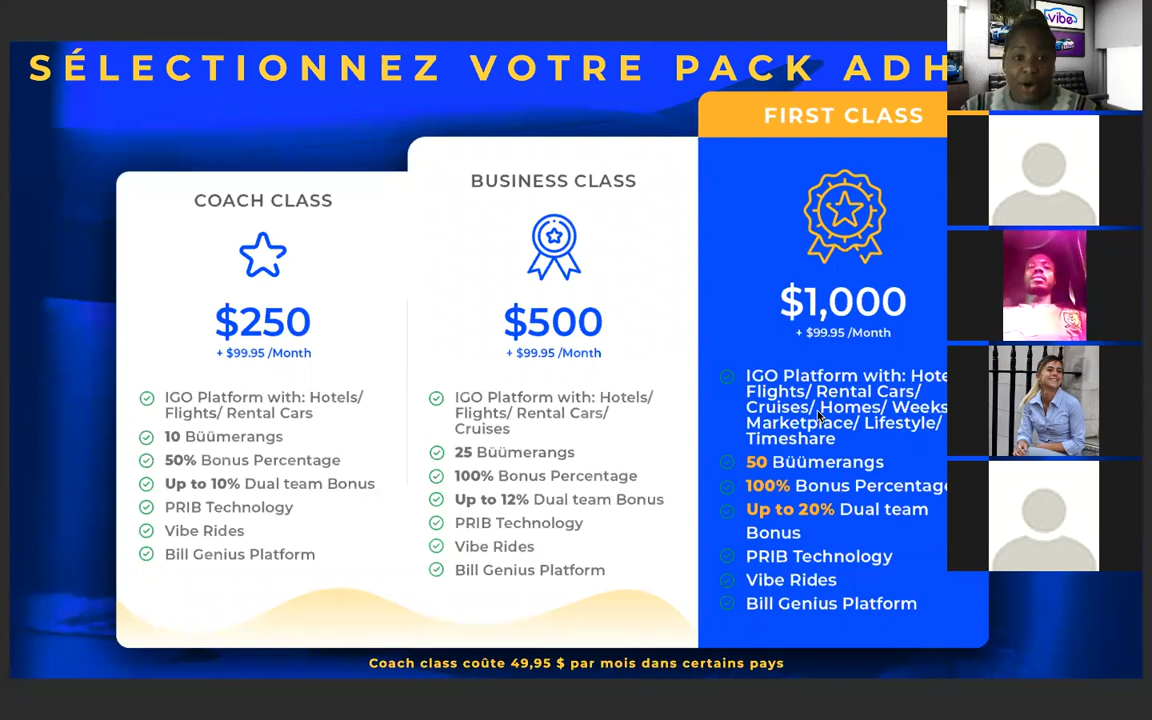 SÉLECTIONNEZ VOTRE PACK ADH
vibe
FIRST CLASS
BUSINESS CLASS
COACH CLASS
$1,000
+ $99.95 /Month
$250
+ $99.95 /Month
$500
+ $99.95 /Month
IGO Platform with: Hotels/
Flights/ Rental Cars
10 Büümerangs
50% Bonus Percentage
Up to 10% Dual team Bonus
PRIB Technology
Vibe Rides
Bill Genius Platform
IGO Platform with: Hotels/
Flights/ Rental Cars/
Cruises
25 Büümerangs
100% Bonus Percentage
Up to 12% Dual team Bonus
PRIB Technology
Vibe Rides
Bill Genius Platform
IGO Platform with: Hote
Flights/ Rental Cars/
Cruises/ Homes/ Weeks
Marketplace/ Lifestyle/
Timeshare
50 Büümerangs
100% Bonus Percentage
Up to 20% Dual team
Bonus
PRIB Technology
Vibe Rides
Bill Genius Platform
Coach class coûte 49,95 $ par mois dans certains pays